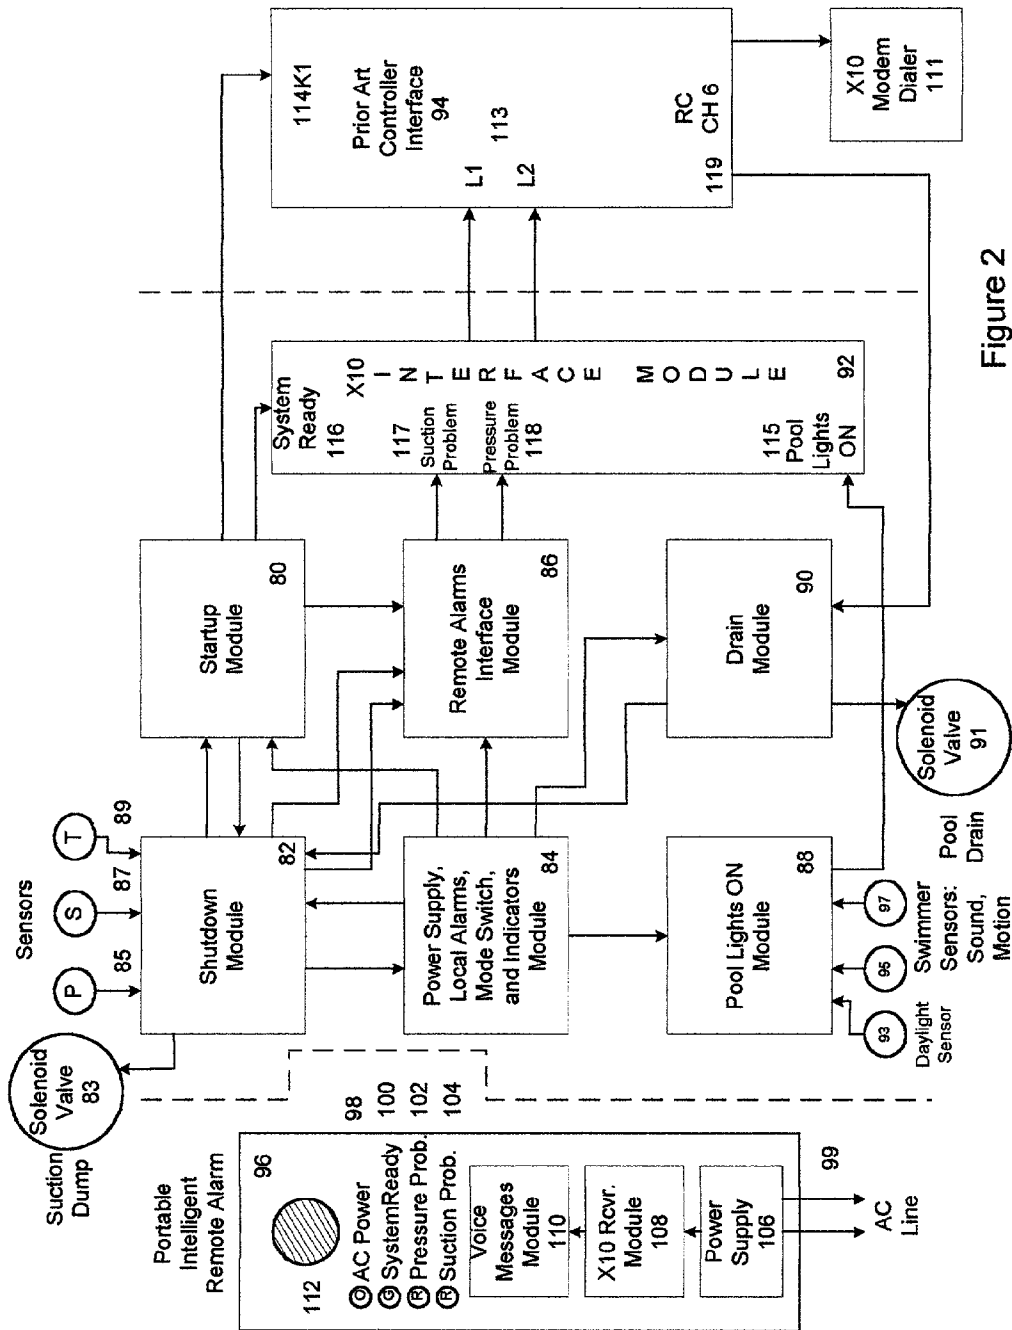 Portable
Intelligent
Remote Alarm
96
112
O AC Power
G SystemReady
R Pressure Prob.
R Suction Prob.
98
100
102
104
Voice
Messages
Module
110
X10 Rcvr.
Module
108
Power
Supply
106
99
AC
Line
Suction
Dump
Solenoid
Valve
83
Sensors
P
85
S
87
T
89
Shutdown
Module
82
Power Supply,
Local Alarms,
Mode Switch,
and Indicators
Module
84
Pool Lights ON
Module
88
93
Daylight
Sensor
95
97
Swimmer
Sensors:
Sound,
Motion
Pool
Drain
Solenoid
Valve
91
Startup
Module
80
Remote Alarms
Interface
Module
86
Drain
Module
90
System
Ready
116
X10
INTERFACE MODULE
117
Suction
Problem
Pressure
Problem
118
115
Pool
Lights
ON
92
114K1
Prior Art
Controller
Interface
94
113
L1
L2
RC
CH 6
119
X10
Modem
Dialer
111
Figure 2